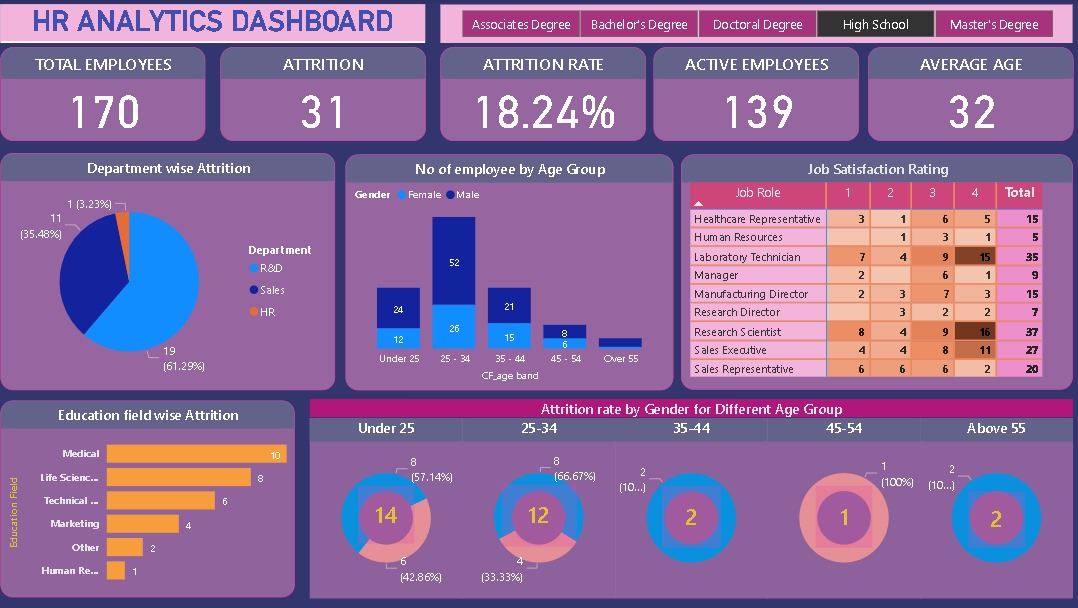 HR ANALYTICS DASHBOARD
Associates Degree Bachelor's Degree Doctoral Degree High School Master's Degree
TOTAL EMPLOYEES
170
ATTRITION
31
ATTRITION RATE
18.24%
ACTIVE EMPLOYEES
139
AVERAGE AGE
32
Department wise Attrition
1 (3.23%)
11
(35.48%)
19
(61.29%)
Department
R&D
Sales
HR
No of employee by Age Group
Gender Female Male
24 52 21 8
12 26 15 6
Under 25 25 - 34 35 - 44 45 - 54 Over 55
CF_age band
Job Satisfaction Rating
Job Role 1 2 3 4 Total
Healthcare Representative 3 1 6 5 15
Human Resources 1 3 1 5
Laboratory Technician 7 4 9 15 35
Manager 2 6 1 9
Manufacturing Director 2 3 7 3 15
Research Director 3 2 2 7
Research Scientist 8 4 9 16 37
Sales Executive 4 4 8 11 27
Sales Representative 6 6 6 2 20
Education field wise Attrition
Education Field
Medical 10
Life Scienc... 8
Technical ... 6
Marketing 4
Other 2
Human Re... 1
Attrition rate by Gender for Different Age Group
Under 25 25-34 35-44 45-54 Above 55
8
(57.14%)
14
6
(42.86%)
8
(66.67%)
12
4
(33.33%)
2
(10...)
2
1
(100%)
1
2
(10...)
2